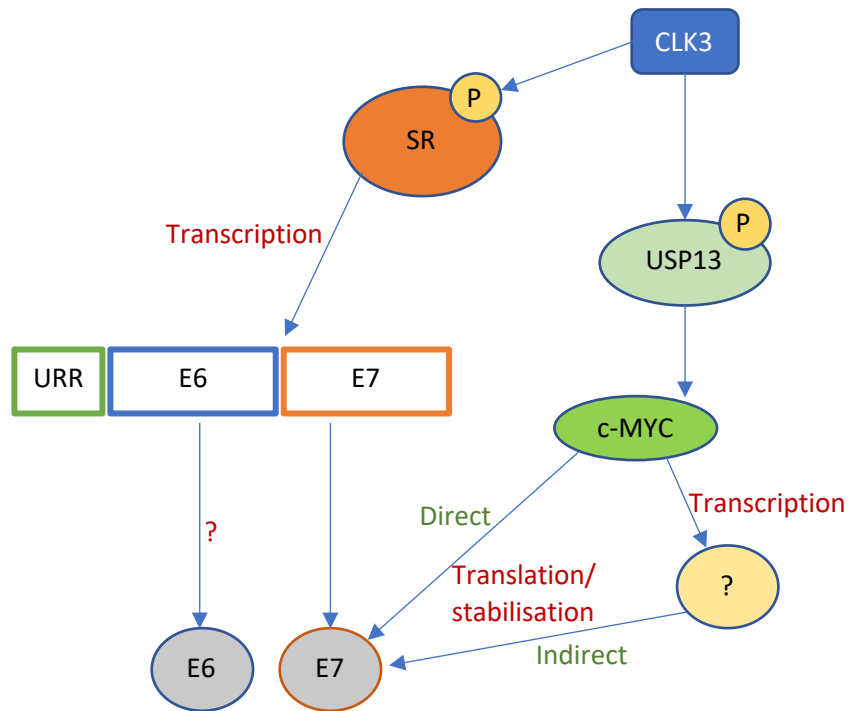 CLK3
P
SR
P
Transcription
USP13
URR
E6
E7
c-MYC
Direct
Transcription
?
Translation/
stabilisation
?
Indirect
E6
E7